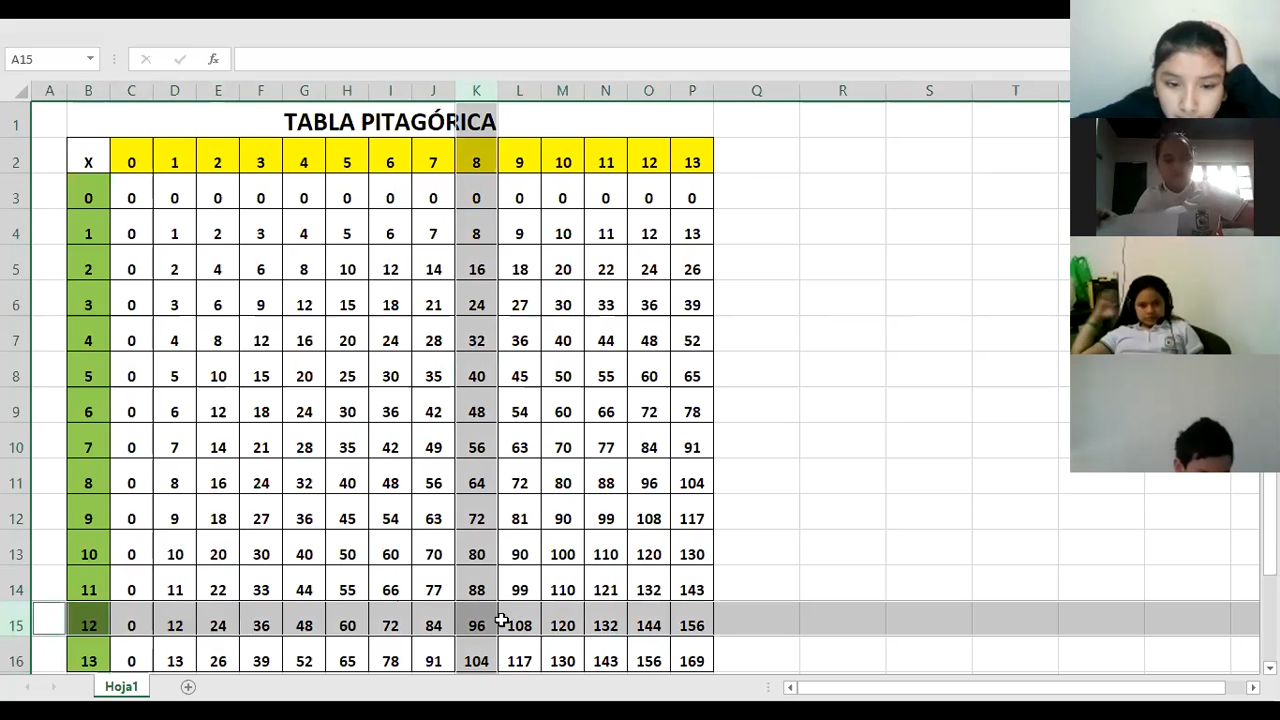 A15
fx
A B C D E F G H I J K L M N O P Q R S T
1 TABLA PITAGÓRICA
2 X 0 1 2 3 4 5 6 7 8 9 10 11 12 13
3 0 0 0 0 0 0 0 0 0 0 0 0 0 0 0
4 1 0 1 2 3 4 5 6 7 8 9 10 11 12 13
5 2 0 2 4 6 8 10 12 14 16 18 20 22 24 26
6 3 0 3 6 9 12 15 18 21 24 27 30 33 36 39
7 4 0 4 8 12 16 20 24 28 32 36 40 44 48 52
8 5 0 5 10 15 20 25 30 35 40 45 50 55 60 65
9 6 0 6 12 18 24 30 36 42 48 54 60 66 72 78
10 7 0 7 14 21 28 35 42 49 56 63 70 77 84 91
11 8 0 8 16 24 32 40 48 56 64 72 80 88 96 104
12 9 0 9 18 27 36 45 54 63 72 81 90 99 108 117
13 10 0 10 20 30 40 50 60 70 80 90 100 110 120 130
14 11 0 11 22 33 44 55 66 77 88 99 110 121 132 143
15 12 0 12 24 36 48 60 72 84 96 108 120 132 144 156
16 13 0 13 26 39 52 65 78 91 104 117 130 143 156 169
Hoja1